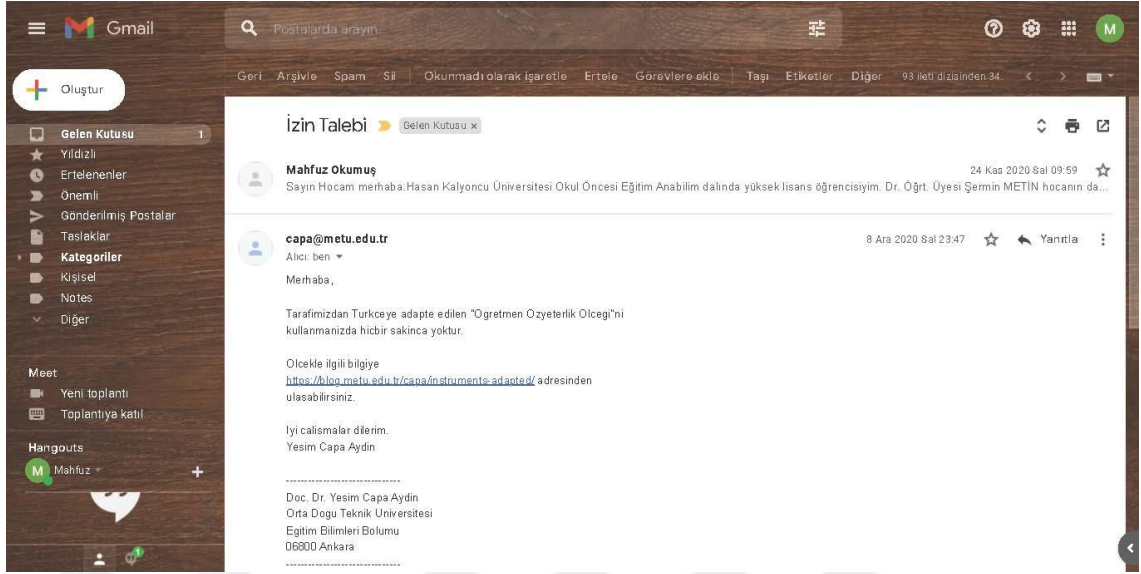 Gmail
Postalarda arayın
M
Oluştur
Geri Arşivle Spam Sil Okunmadı olarak işaretle Ertele Görevlere ekle Taşı Etiketler Diğer 93 ileti dizisinden 34.
Gelen Kutusu 1
Yıldızlı
Ertelenenler
Önemli
Gönderilmiş Postalar
Taslaklar
Kategoriler
Kişisel
Notes
Diğer
Meet
Yeni toplantı
Toplantıya katıl
Hangouts
M Mahfuz
1
İzin Talebi Gelen Kutusu x
Mahfuz Okumuş 24 Kas 2020 Sal 09:59
Sayın Hocam merhaba.Hasan Kalyoncu Üniversitesi Okul Öncesi Eğitim Anabilim dalında yüksek lisans öğrencisiyim. Dr. Öğrt. Üyesi Şermin METİN hocanın da...
capa@metu.edu.tr 8 Ara 2020 Sal 23:47 Yanıtla
Alıcı: ben
Merhaba,
Tarafimizdan Turkceye adapte edilen "Ogretmen Ozyeterlik Olcegi"ni
kullanmanizda hicbir sakinca yoktur.
Olcekle ilgili bilgiye
https://blog.metu.edu.tr/capa/instruments-adapted/ adresinden
ulasabilirsiniz.
Iyi calismalar dilerim.
Yesim Capa Aydin
-------------------------------
Doc. Dr. Yesim Capa Aydin
Orta Dogu Teknik Universitesi
Egitim Bilimleri Bolumu
06800 Ankara
-------------------------------